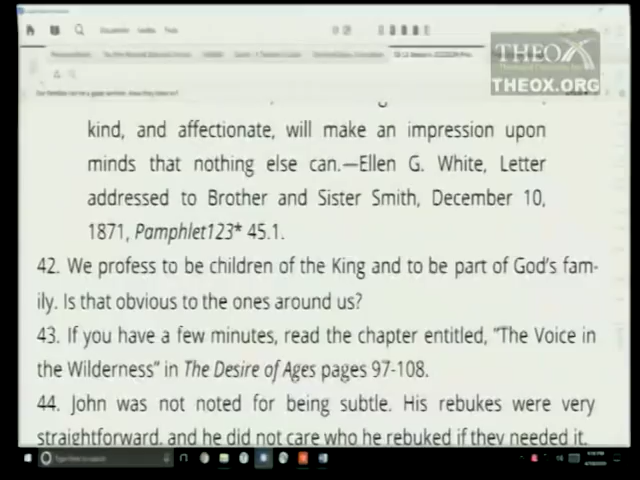 THEOX
THEOX.ORG
kind, and affectionate, will make an impression upon
minds that nothing else can.—Ellen G. White, Letter
addressed to Brother and Sister Smith, December 10,
1871, Pamphlet123* 45.1.
42. We profess to be children of the King and to be part of God's fam-
ily. Is that obvious to the ones around us?
43. If you have a few minutes, read the chapter entitled, "The Voice in
the Wilderness" in The Desire of Ages pages 97-108.
44. John was not noted for being subtle. His rebukes were very
straightforward, and he did not care who he rebuked if they needed it.
Type here to search